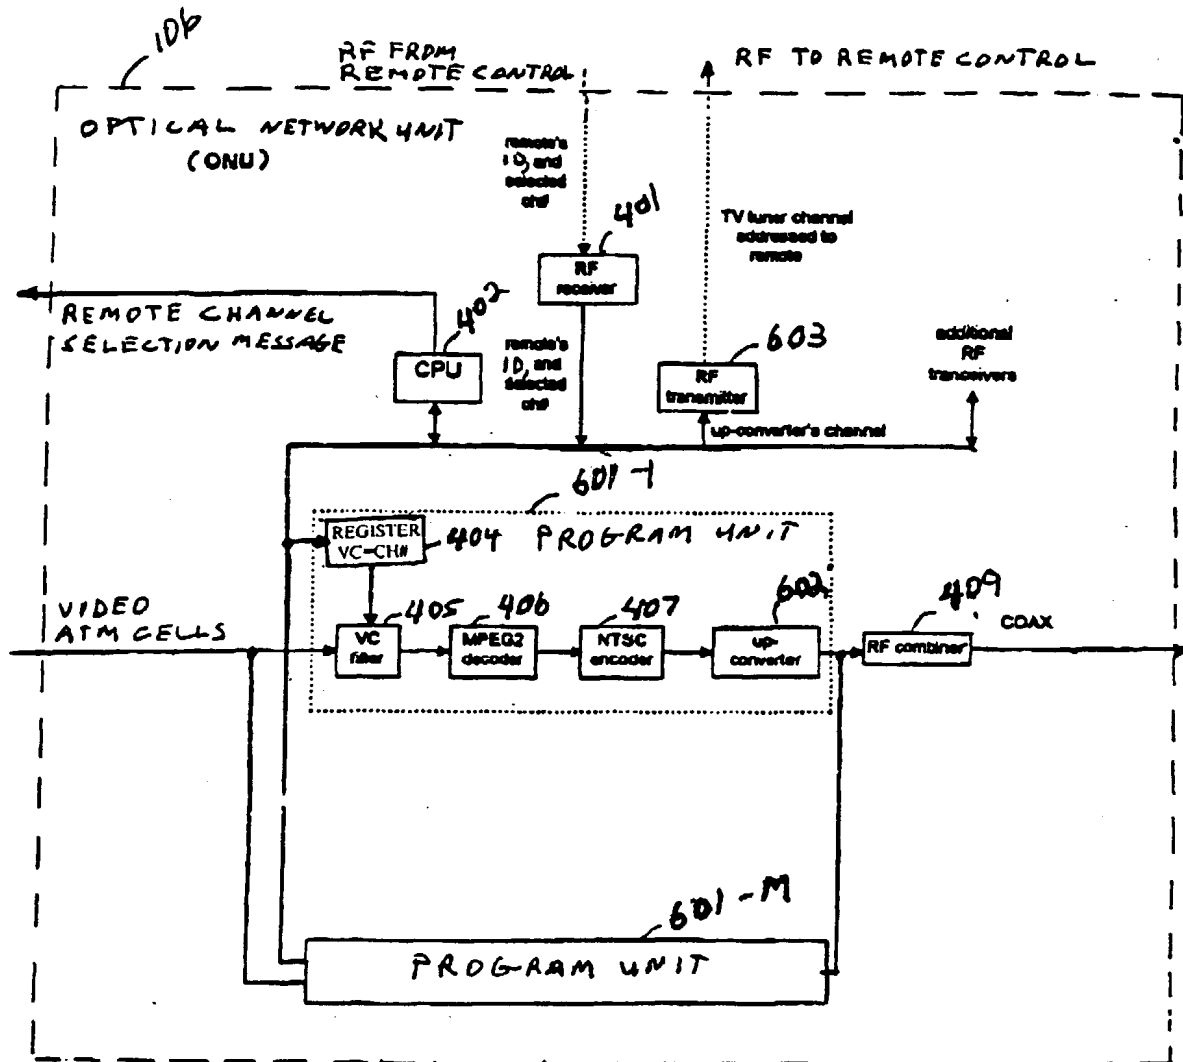 106
RF FROM
REMOTE CONTROL
RF TO REMOTE CONTROL
OPTICAL NETWORK UNIT
(ONU)
remote's
ID, and
selected
ch#
401
RF
receiver
TV tuner channel
addressed to
remote
REMOTE CHANNEL
SELECTION MESSAGE
402
CPU
remote's
ID, and
selected
ch#
603
RF
transmitter
additional
RF
tranceivers
up-converter's channel
601-1
REGISTER
VC=CH#
404
PROGRAM UNIT
VIDEO
ATM CELLS
405
VC
filter
406
MPEG2
decoder
407
NTSC
encoder
602
up-
converter
409
RF combiner
COAX
601-M
PROGRAM UNIT